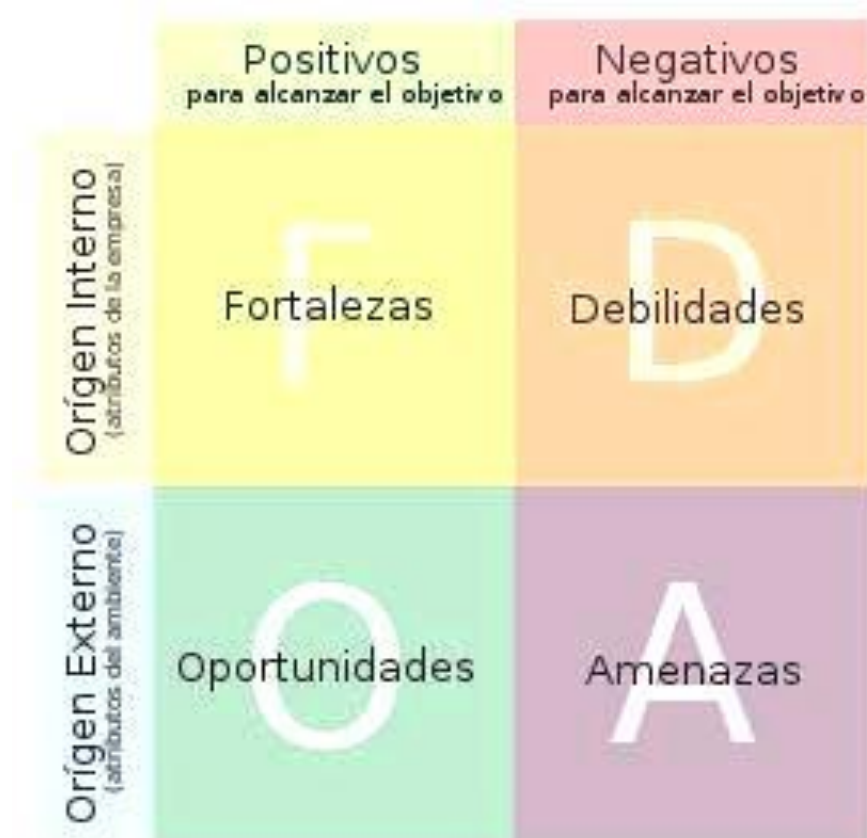 Positivos
para alcanzar el objetivo
Negativos
para alcanzar el objetivo
Orígen Interno
(atributos de la empresa)
F
Fortalezas
D
Debilidades
Orígen Externo
(atributos del ambiente)
O
Oportunidades
A
Amenazas